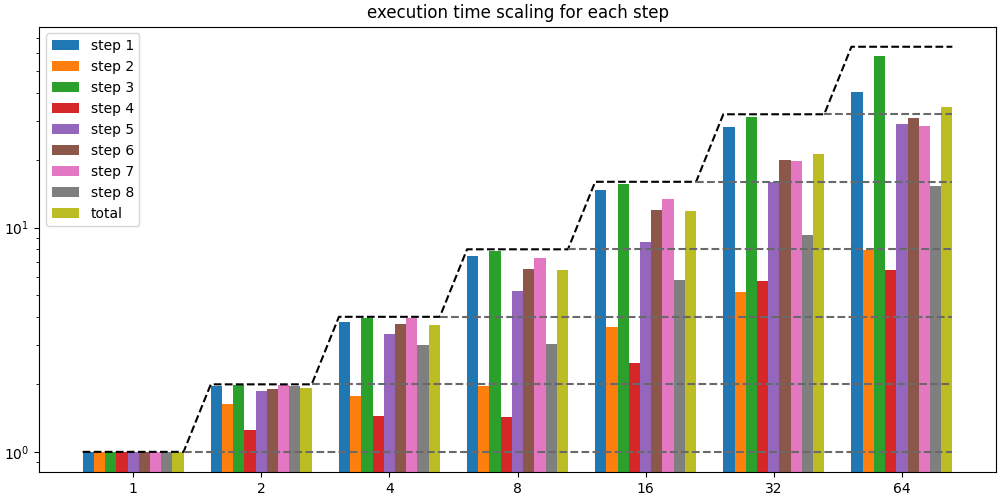 execution time scaling for each step
step 1
step 2
step 3
step 4
step 5
step 6
step 7
step 8
total
10¹
10⁰
1 2 4 8 16 32 64